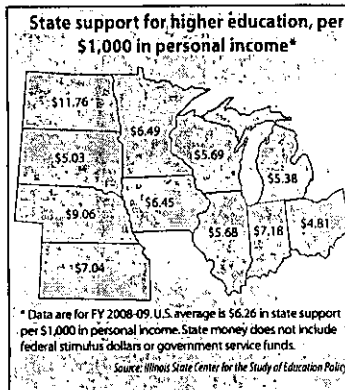 State support for higher education, per
$1,000 in personal income*
$11.76
$6.49
$5.03
$5.69
$5.38
$9.06
$6.45
$5.68
$7.18
$4.81
$7.04
* Data are for FY 2008-09. U.S. average is $6.26 in state support
per $1,000 in personal income. State money does not include
federal stimulus dollars or government service funds.
Source: Illinois State Center for the Study of Education Policy